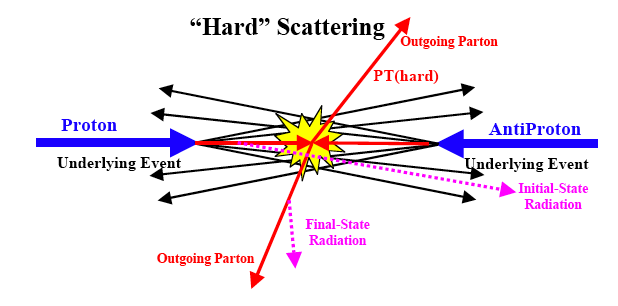 “Hard” Scattering
Outgoing Parton
PT(hard)
Proton
AntiProton
Underlying Event
Underlying Event
Initial-State
Radiation
Final-State
Radiation
Outgoing Parton